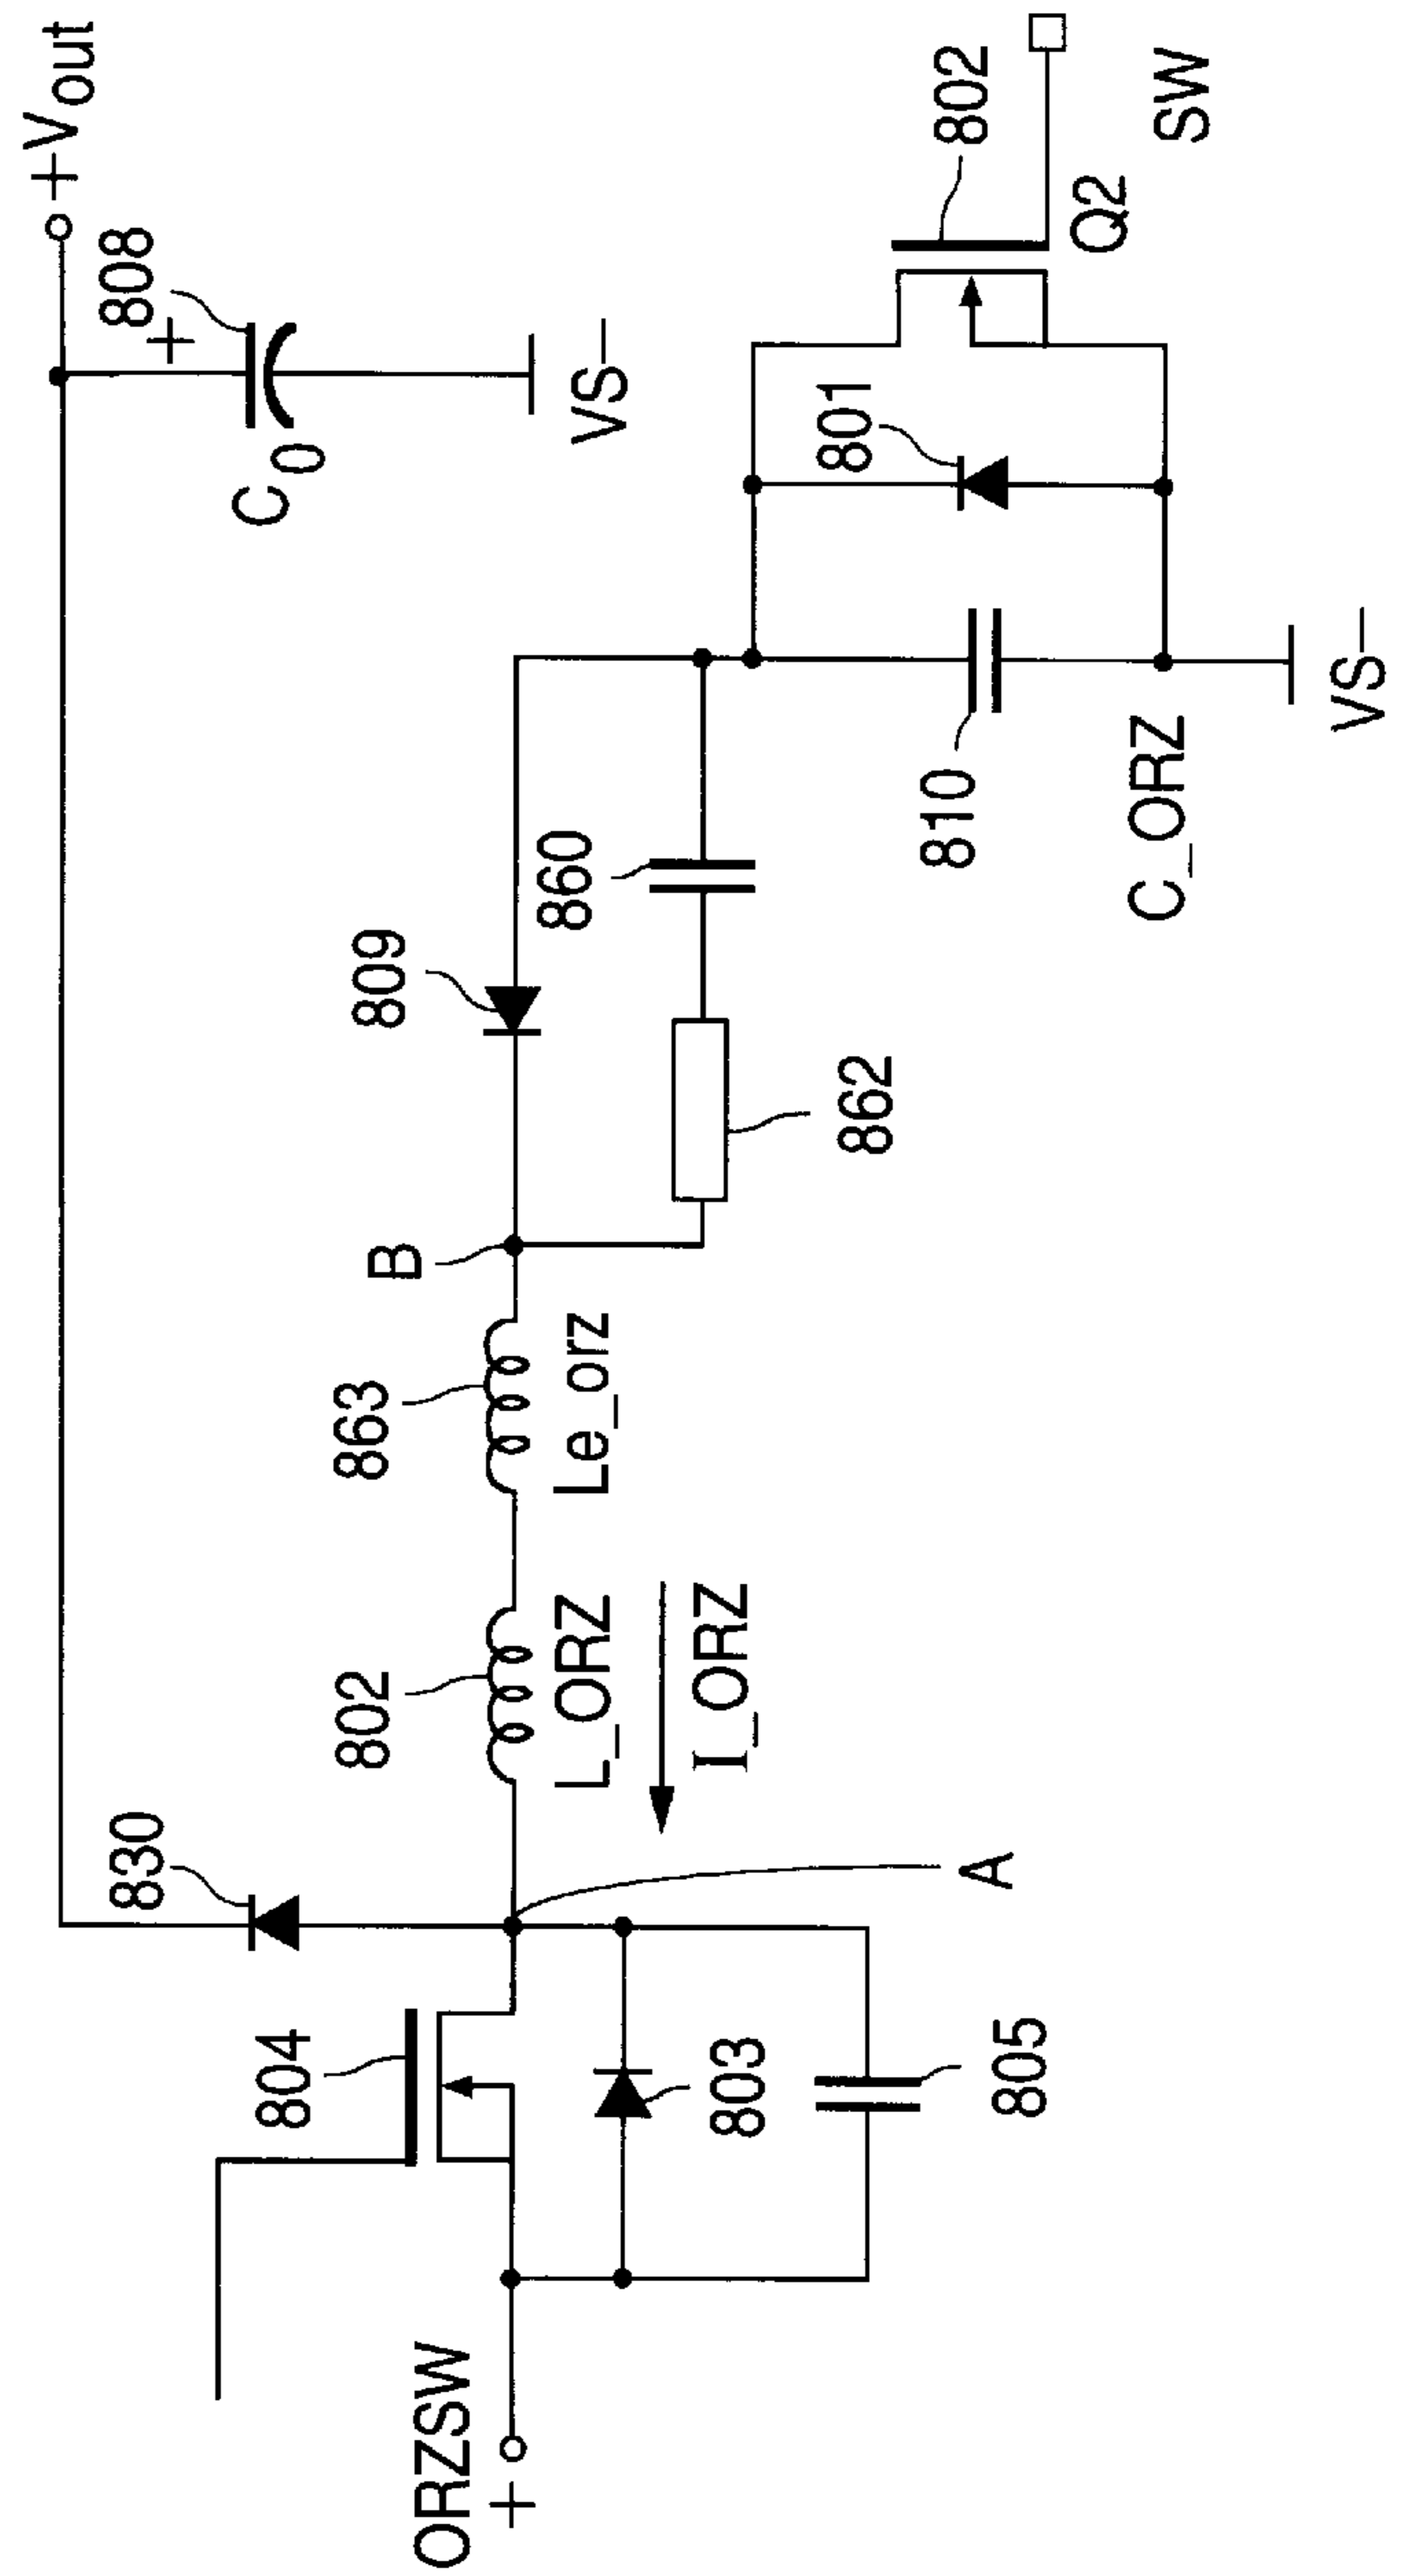 +Vout
808
+
C0
VS–
802
Q2
SW
801
809
860
862
810
C_ORZ
VS–
B
863
Le_orz
802
L_ORZ
I_ORZ
830
A
804
803
805
ORZSW
+